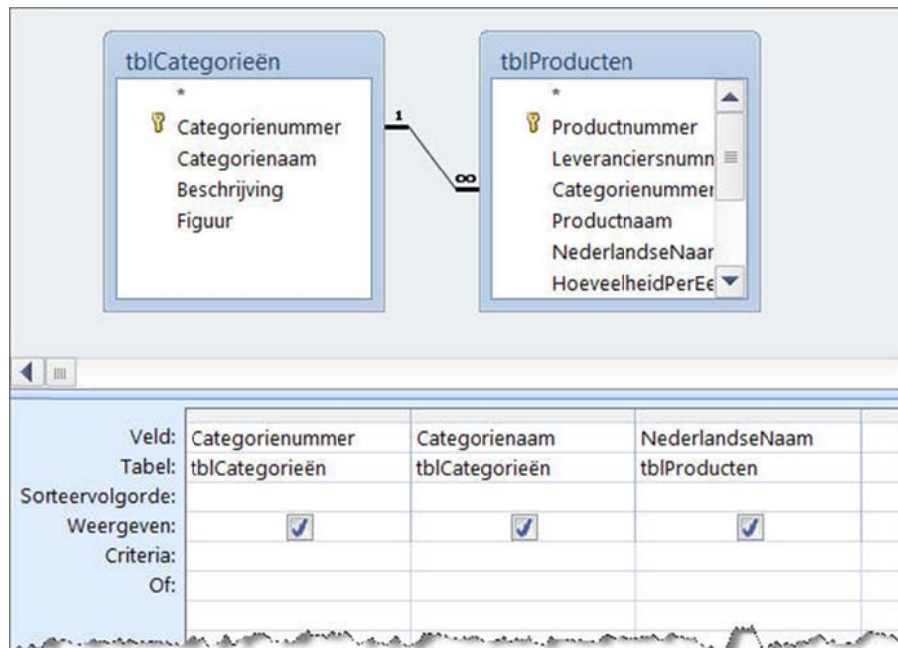 tblCategorieën
*
Categorienummer
Categorienaam
Beschrijving
Figuur
1
∞
tblProducten
*
Productnummer
Leveranciersnumn
Categorienummer
Productnaam
NederlandseNaar
HoeveelheidPerEe
Veld: Categorienummer Categorienaam NederlandseNaam
Tabel: tblCategorieën tblCategorieën tblProducten
Sorteervolgorde:
Weergeven:
Criteria:
Of: